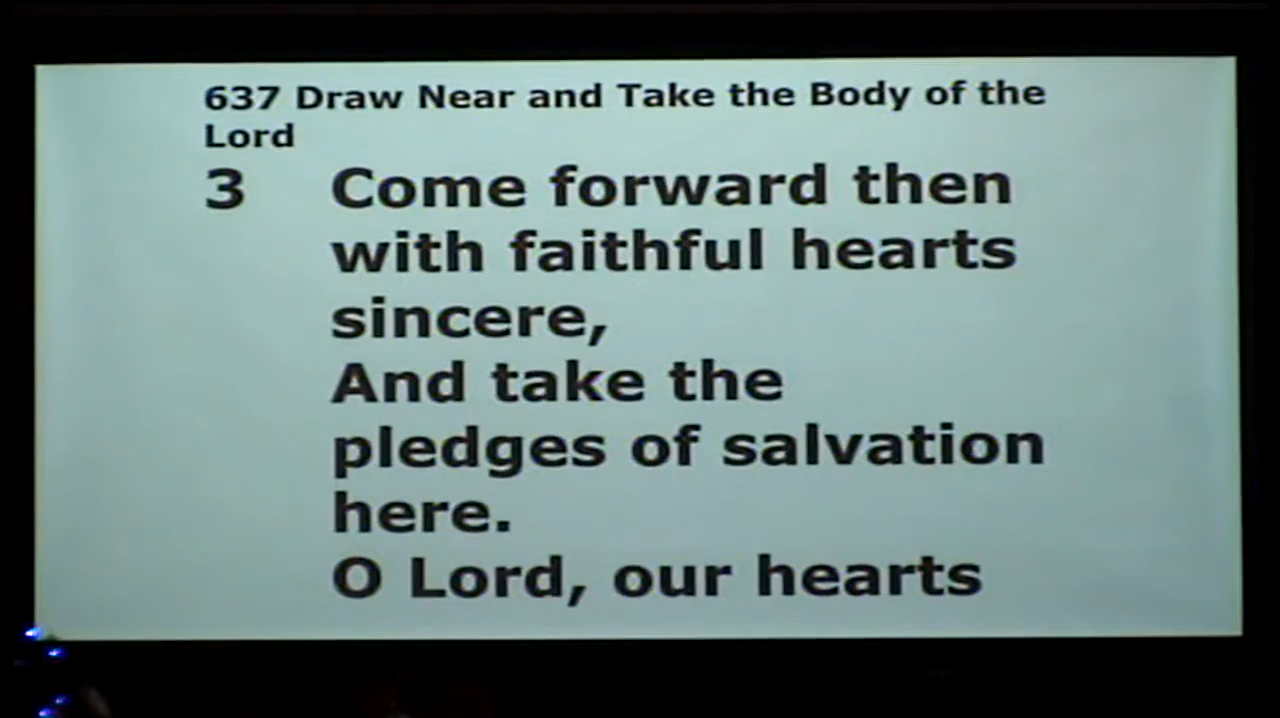 637 Draw Near and Take the Body of the
Lord
3 Come forward then
with faithful hearts
sincere,
And take the
pledges of salvation
here.
O Lord, our hearts